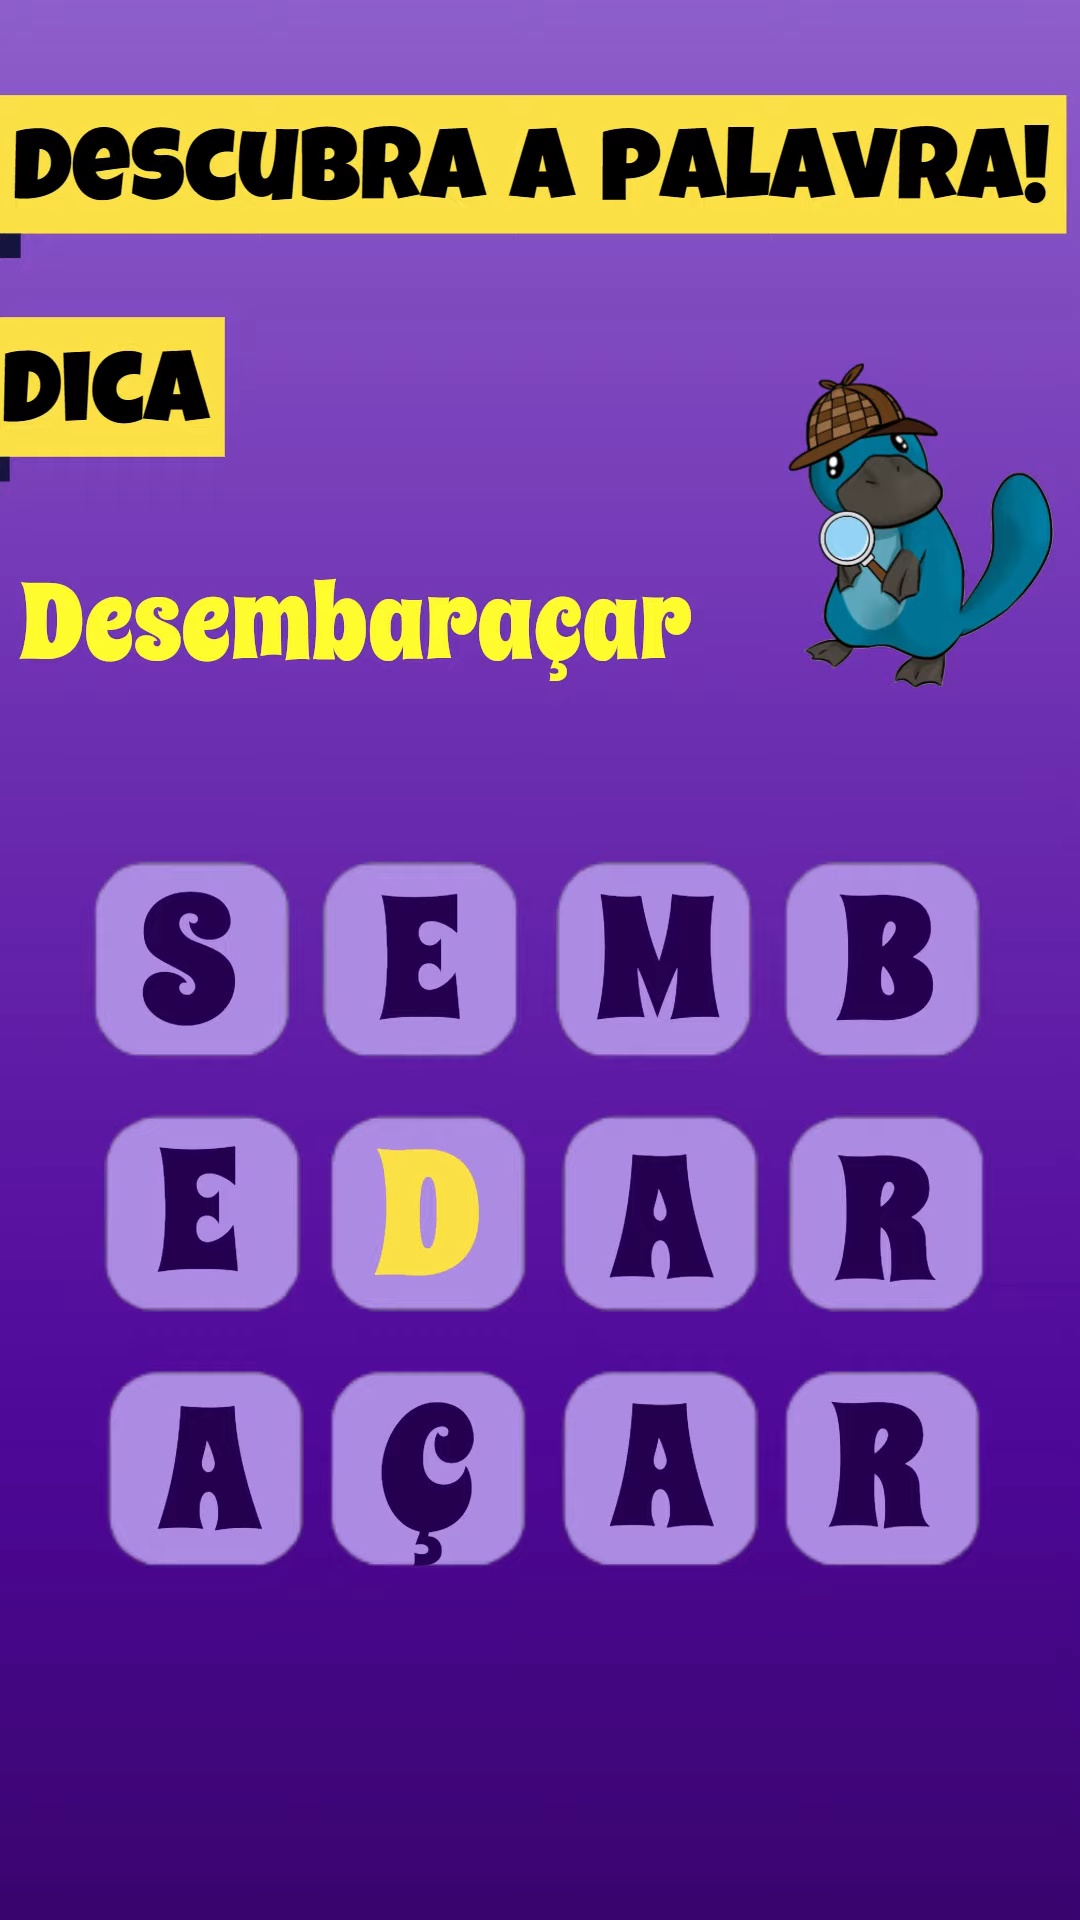 DeSCuBRA A PALAVRA!
DICA
Desembaraçar
S E M B
E D A R
A Ç A R